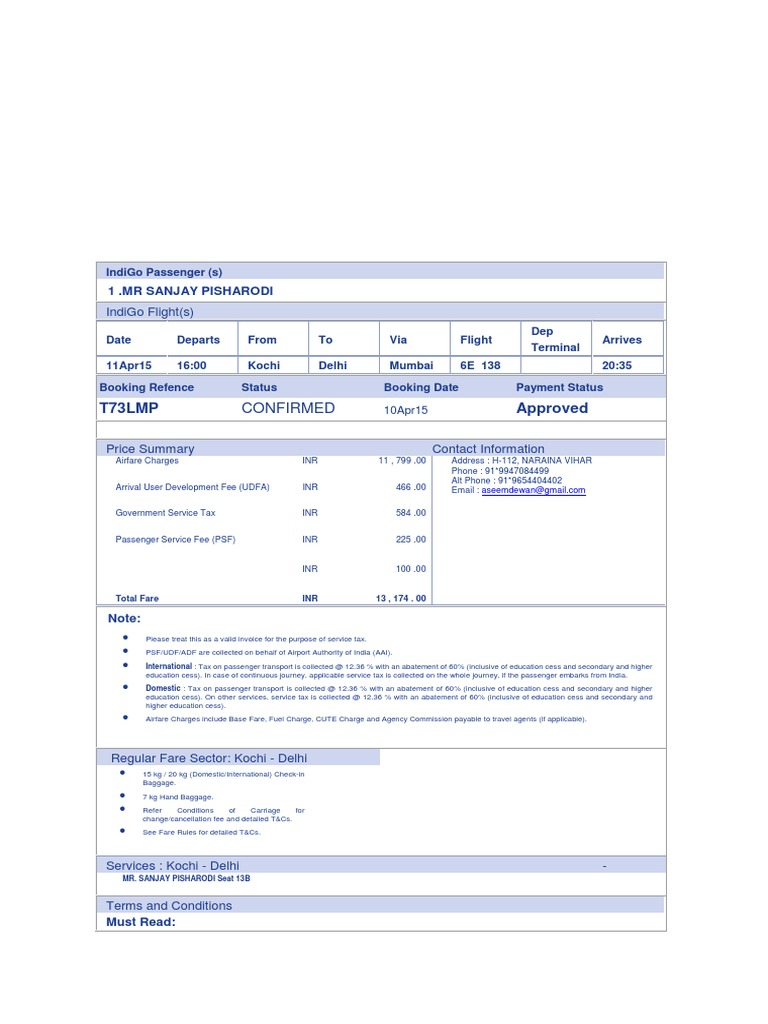 IndiGo Passenger (s)
1 .MR SANJAY PISHARODI
IndiGo Flight(s)
Date Departs From To Via Flight Dep Terminal Arrives
11Apr15 16:00 Kochi Delhi Mumbai 6E 138 20:35
Booking Refence Status Booking Date Payment Status
T73LMP CONFIRMED 10Apr15 Approved
Price Summary Contact Information
Airfare Charges INR 11 , 799 .00 Address : H-112, NARAINA VIHAR
Phone : 91*9947084499
Alt Phone : 91*9654404402
Arrival User Development Fee (UDFA) INR 466 .00 Email : aseemdewan@gmail.com
Government Service Tax INR 584 .00
Passenger Service Fee (PSF) INR 225 .00
INR 100 .00
Total Fare INR 13 , 174 . 00
Note:
• Please treat this as a valid invoice for the purpose of service tax.
• PSF/UDF/ADF are collected on behalf of Airport Authority of India (AAI).
• International : Tax on passenger transport is collected @ 12.36 % with an abatement of 60% (inclusive of education cess and secondary and higher
education cess). In case of continuous journey, applicable service tax is collected on the whole journey, if the passenger embarks from India.
• Domestic : Tax on passenger transport is collected @ 12.36 % with an abatement of 60% (inclusive of education cess and secondary and higher
education cess). On other services, service tax is collected @ 12.36 % with an abatement of 60% (inclusive of education cess and secondary and
higher education cess).
• Airfare Charges include Base Fare, Fuel Charge, CUTE Charge and Agency Commission payable to travel agents (if applicable).
Regular Fare Sector: Kochi - Delhi
• 15 kg / 20 kg (Domestic/International) Check-in
Baggage.
• 7 kg Hand Baggage.
• Refer Conditions of Carriage for
change/cancellation fee and detailed T&Cs.
• See Fare Rules for detailed T&Cs.
Services : Kochi - Delhi -
MR. SANJAY PISHARODI Seat 13B
Terms and Conditions
Must Read: